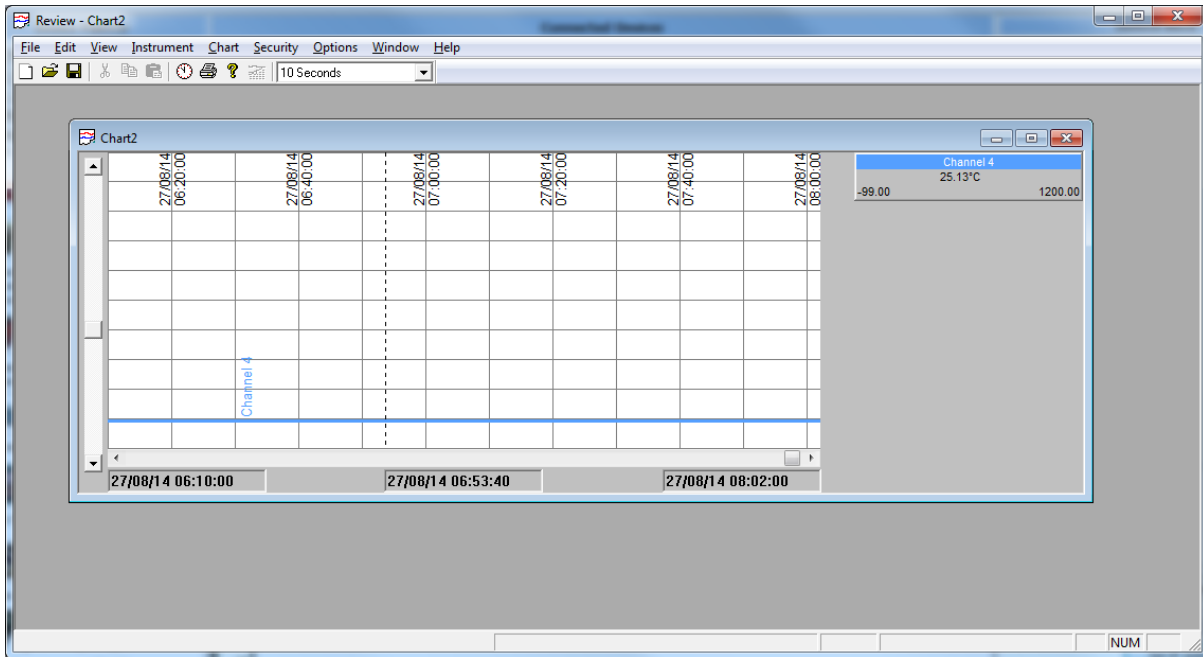 Review - Chart2
File Edit View Instrument Chart Security Options Window Help
10 Seconds
Chart2
27/08/14
06:20:00
27/08/14
06:40:00
27/08/14
07:00:00
27/08/14
07:20:00
27/08/14
07:40:00
27/08/14
08:00:00
Channel 4
25.13°C
-99.00 1200.00
Channel 4
27/08/14 06:10:00 27/08/14 06:53:40 27/08/14 08:02:00
NUM